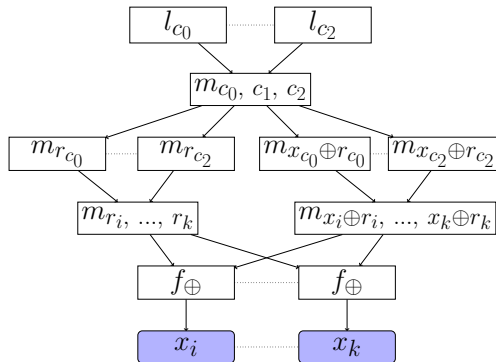 l_{c_0} l_{c_2}
m_{c_0, c_1, c_2}
m_{r_{c_0}} m_{r_{c_2}} m_{x_{c_0}⊕r_{c_0}} m_{x_{c_2}⊕r_{c_2}}
m_{r_i, ..., r_k} m_{x_i⊕r_i, ..., x_k⊕r_k}
f_⊕ f_⊕
x_i x_k